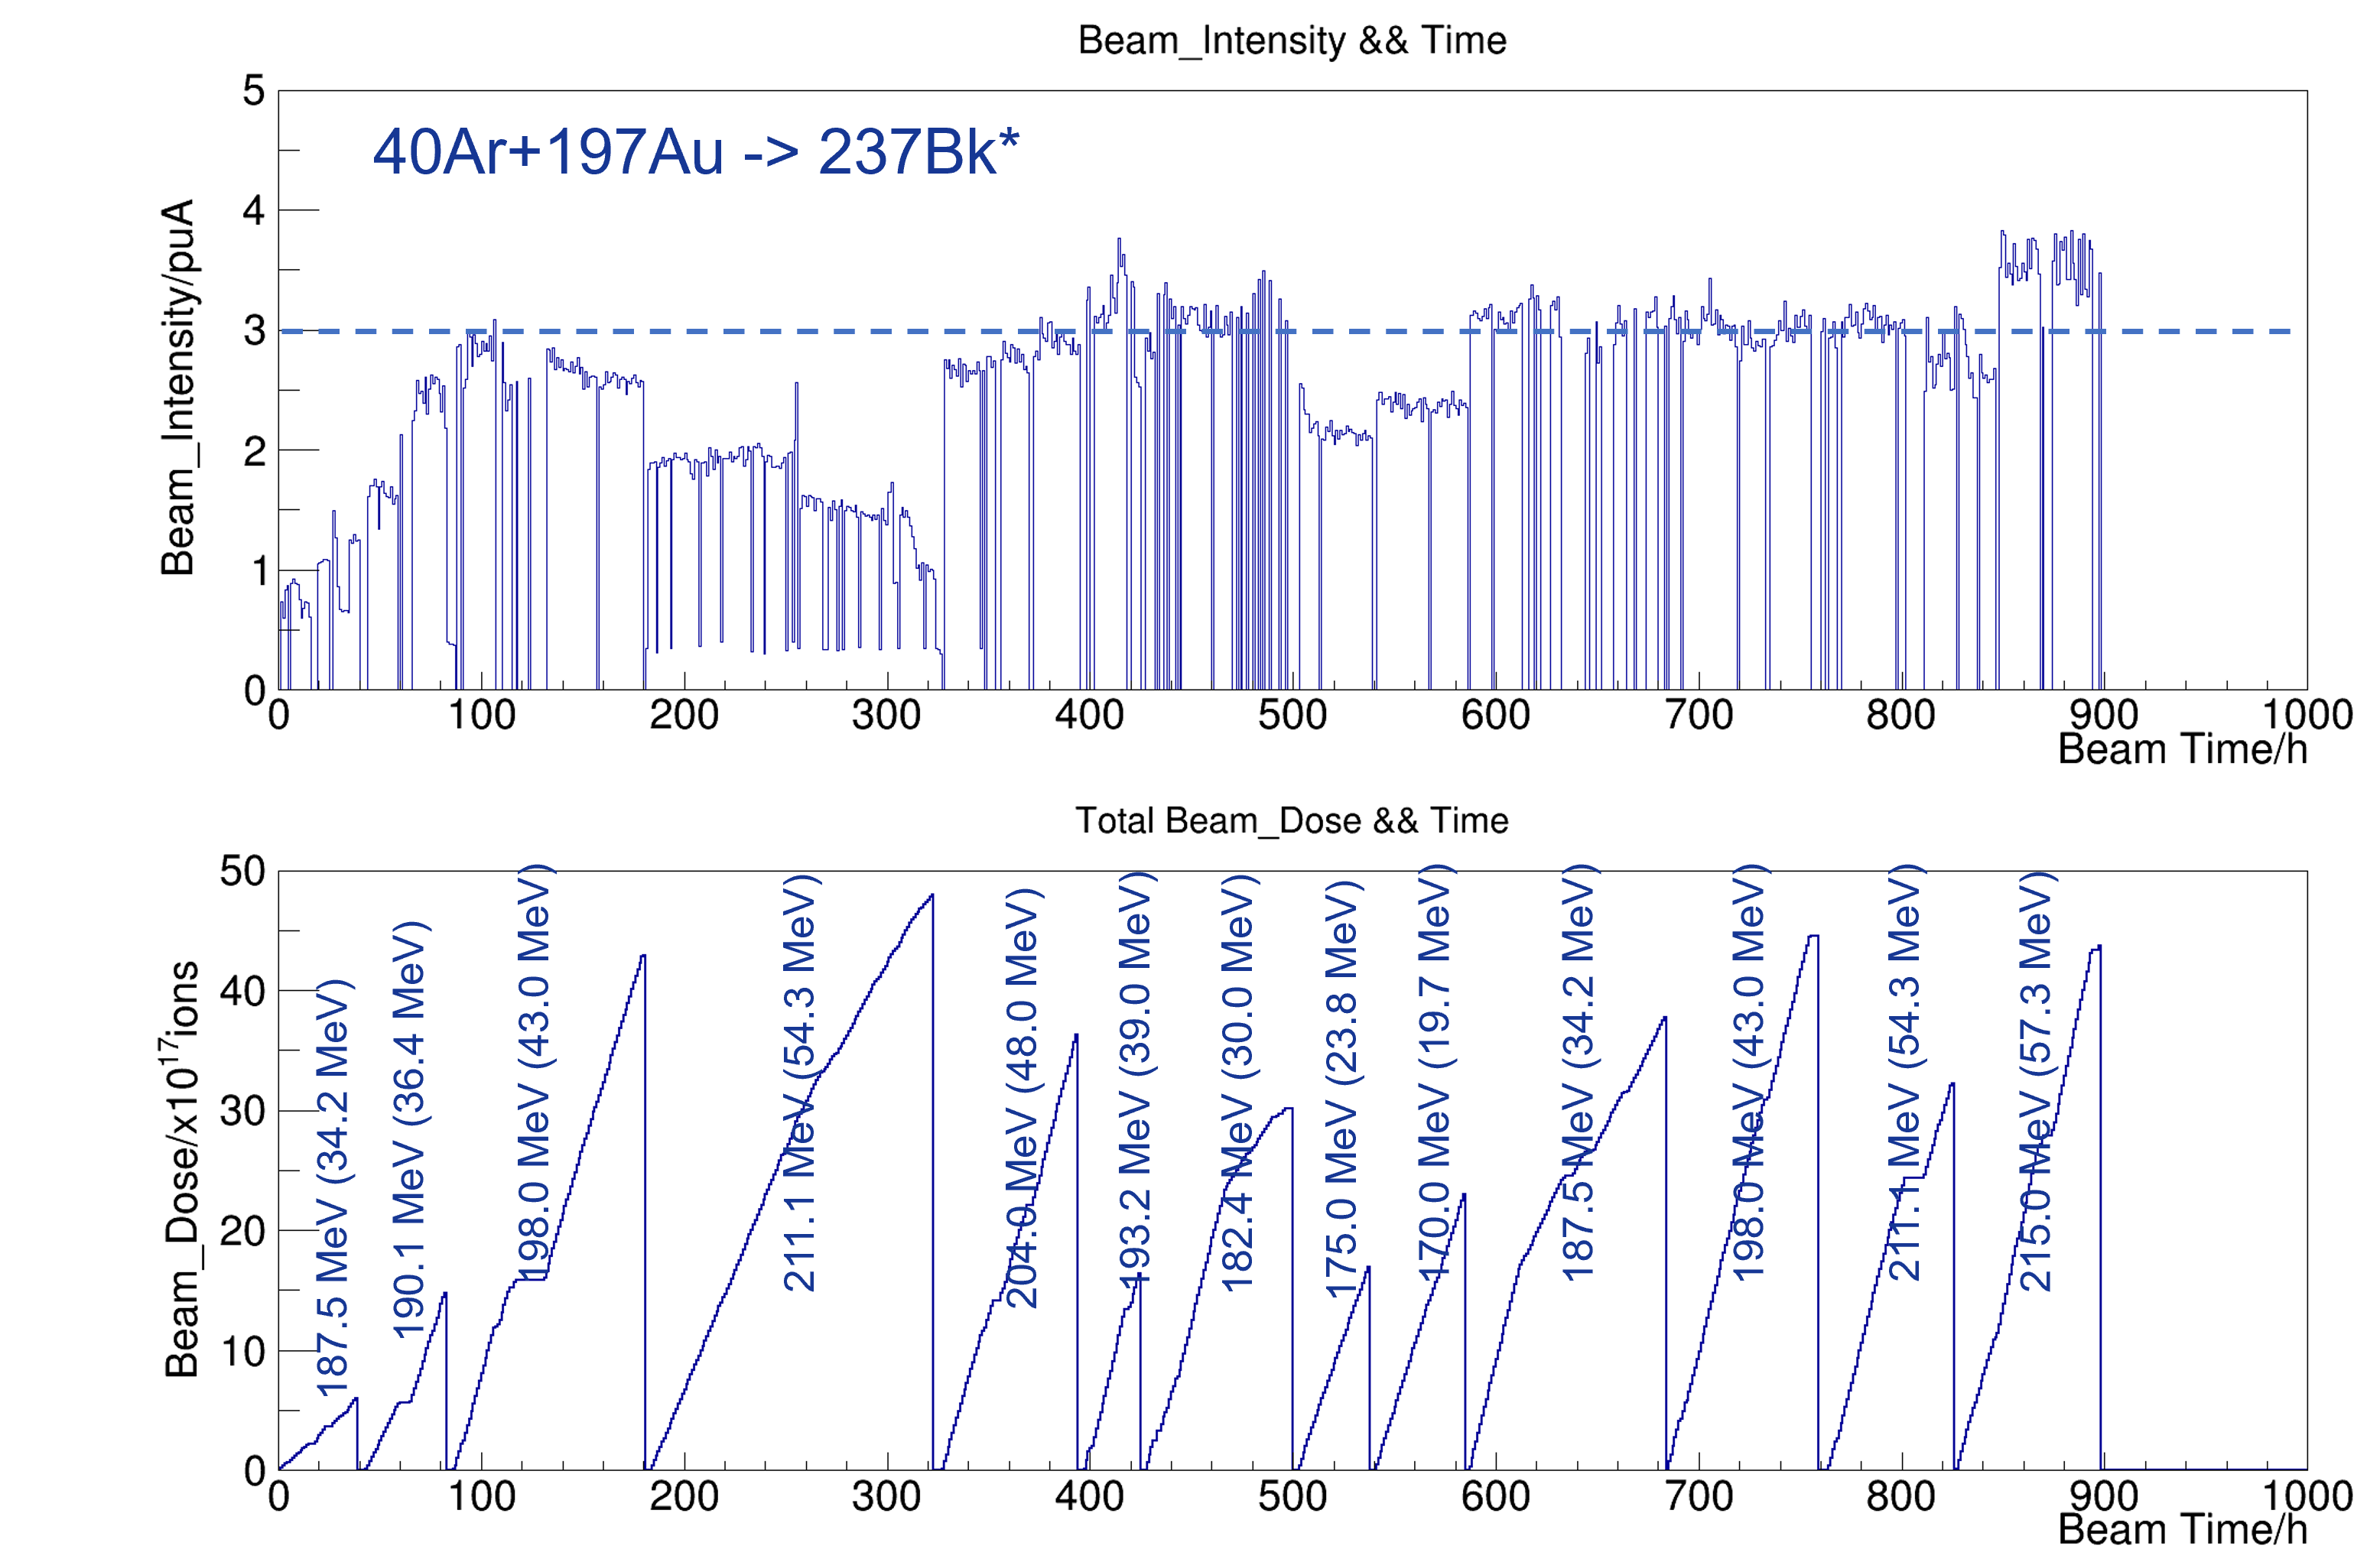 Beam_Intensity && Time
Beam_Intensity/puA
5
4
3
2
1
0
40Ar+197Au -> 237Bk*
0 100 200 300 400 500 600 700 800 900 1000
Beam Time/h
Total Beam_Dose && Time
Beam_Dose/x10¹⁷ions
50
40
30
20
10
0
187.5 MeV (34.2 MeV)
190.1 MeV (36.4 MeV)
198.0 MeV (43.0 MeV)
211.1 MeV (54.3 MeV)
204.0 MeV (48.0 MeV)
193.2 MeV (39.0 MeV)
182.4 MeV (30.0 MeV)
175.0 MeV (23.8 MeV)
170.0 MeV (19.7 MeV)
187.5 MeV (34.2 MeV)
198.0 MeV (43.0 MeV)
211.1 MeV (54.3 MeV)
215.0 MeV (57.3 MeV)
0 100 200 300 400 500 600 700 800 900 1000
Beam Time/h